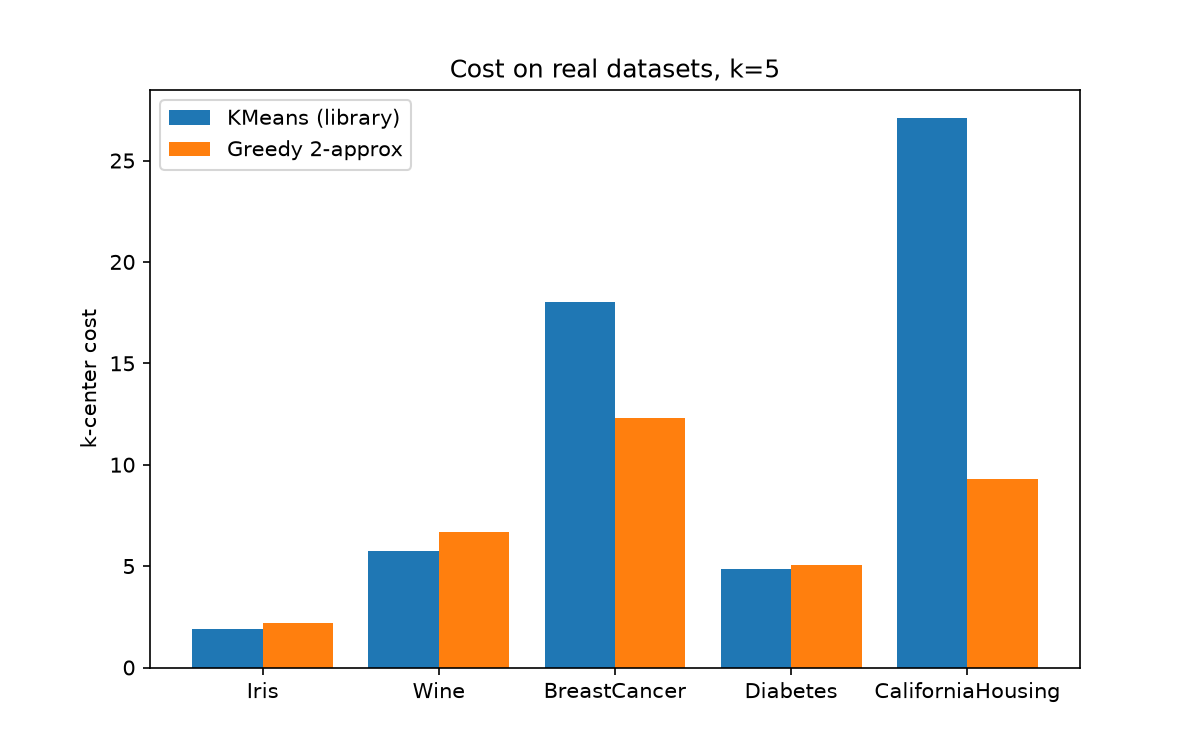 Cost on real datasets, k=5
KMeans (library)
Greedy 2-approx
k-center cost
25
20
15
10
5
0
Iris
Wine
BreastCancer
Diabetes
CaliforniaHousing